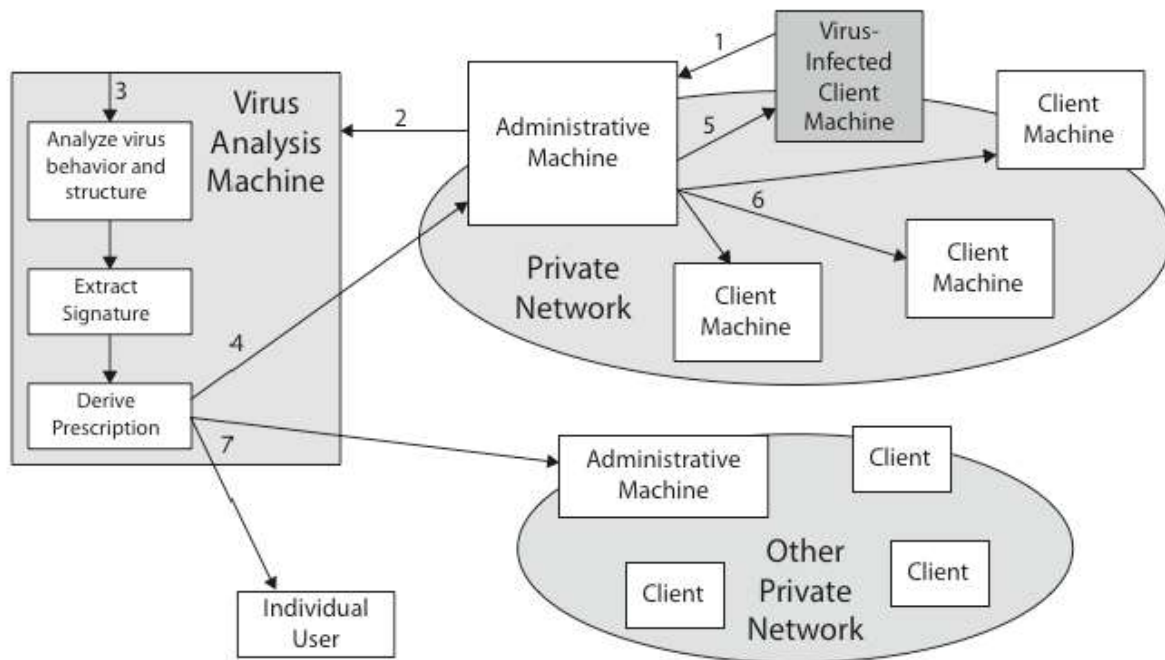 1
Virus-
Infected
Client
Machine
3
Virus
Analysis
Machine
Analyze virus
behavior and
structure
Extract
Signature
Derive
Prescription
2
Administrative
Machine
5
Client
Machine
6
Client
Machine
Client
Machine
Private
Network
4
7
Individual
User
Administrative
Machine
Client
Client
Client
Other
Private
Network